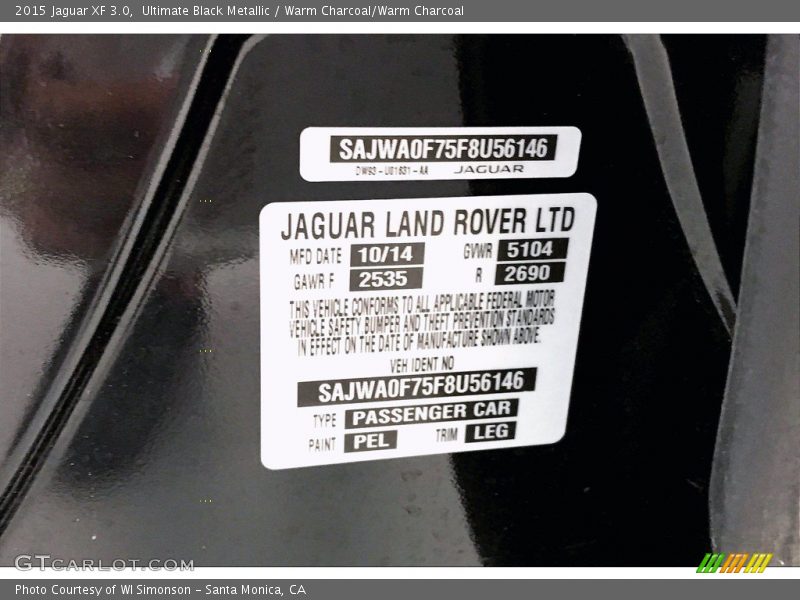 2015 Jaguar XF 3.0, Ultimate Black Metallic / Warm Charcoal/Warm Charcoal
SAJWA0F75F8U56146
DW93 - U01631 - AA JAGUAR
JAGUAR LAND ROVER LTD
MFD DATE 10/14 GVWR 5104
GAWR F 2535 R 2690
THIS VEHICLE CONFORMS TO ALL APPLICABLE FEDERAL MOTOR
VEHICLE SAFETY BUMPER AND THEFT PREVENTION STANDARDS
IN EFFECT ON THE DATE OF MANUFACTURE SHOWN ABOVE.
VEH IDENT NO
SAJWA0F75F8U56146
TYPE PASSENGER CAR
PAINT PEL TRIM LEG
GTCARLOT.COM
Photo Courtesy of WI Simonson – Santa Monica, CA